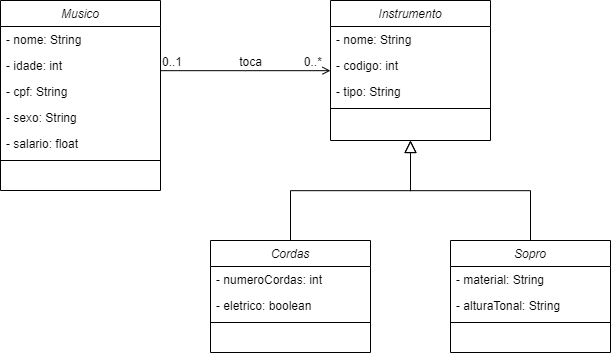 Musico
- nome: String
- idade: int
- cpf: String
- sexo: String
- salario: float
0..1 toca 0..*
Instrumento
- nome: String
- codigo: int
- tipo: String
Cordas
- numeroCordas: int
- eletrico: boolean
Sopro
- material: String
- alturaTonal: String